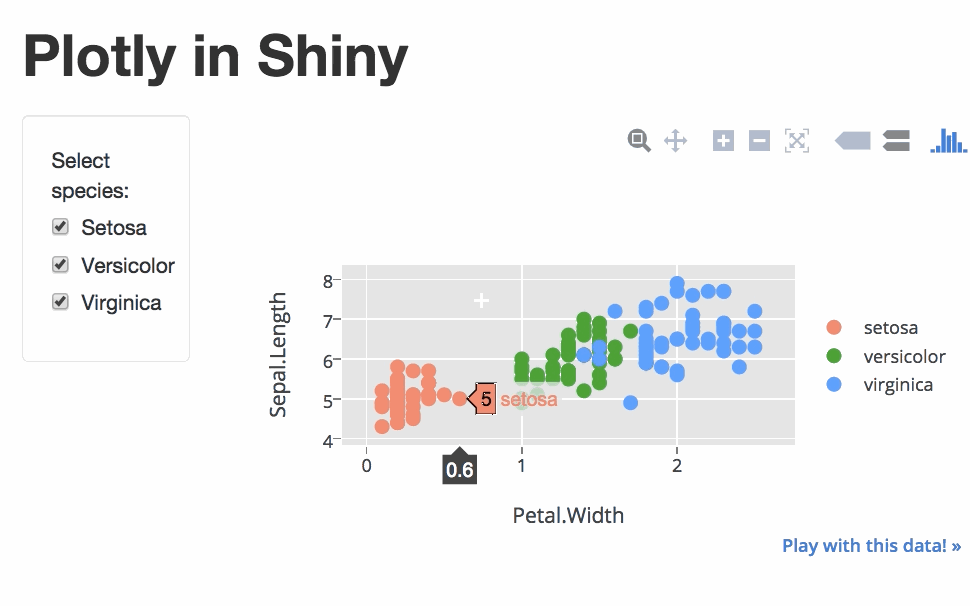 Plotly in Shiny
Select
species:
Setosa
Versicolor
Virginica
8
7
6
5
4
Sepal.Length
5 setosa
0
0.6
1
2
Petal.Width
setosa
versicolor
virginica
Play with this data! »